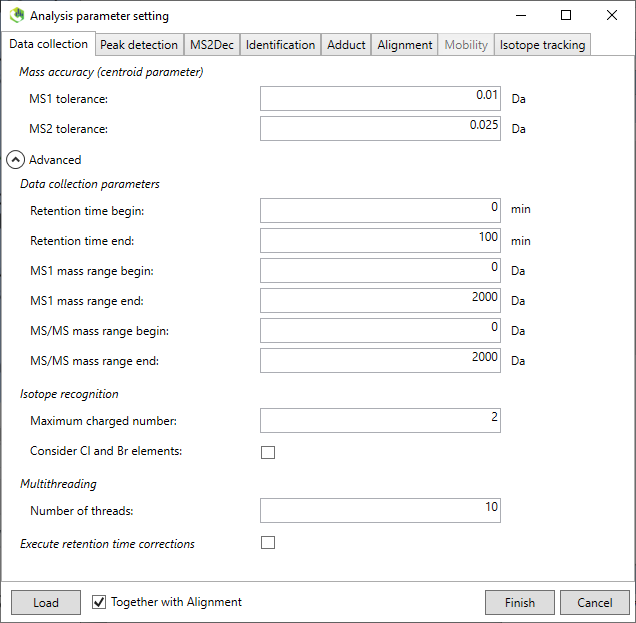 Analysis parameter setting
Data collection Peak detection MS2Dec Identification Adduct Alignment Mobility Isotope tracking
Mass accuracy (centroid parameter)
MS1 tolerance: 0.01 Da
MS2 tolerance: 0.025 Da
Advanced
Data collection parameters
Retention time begin: 0 min
Retention time end: 100 min
MS1 mass range begin: 0 Da
MS1 mass range end: 2000 Da
MS/MS mass range begin: 0 Da
MS/MS mass range end: 2000 Da
Isotope recognition
Maximum charged number: 2
Consider Cl and Br elements:
Multithreading
Number of threads: 10
Execute retention time corrections
Load Together with Alignment Finish Cancel